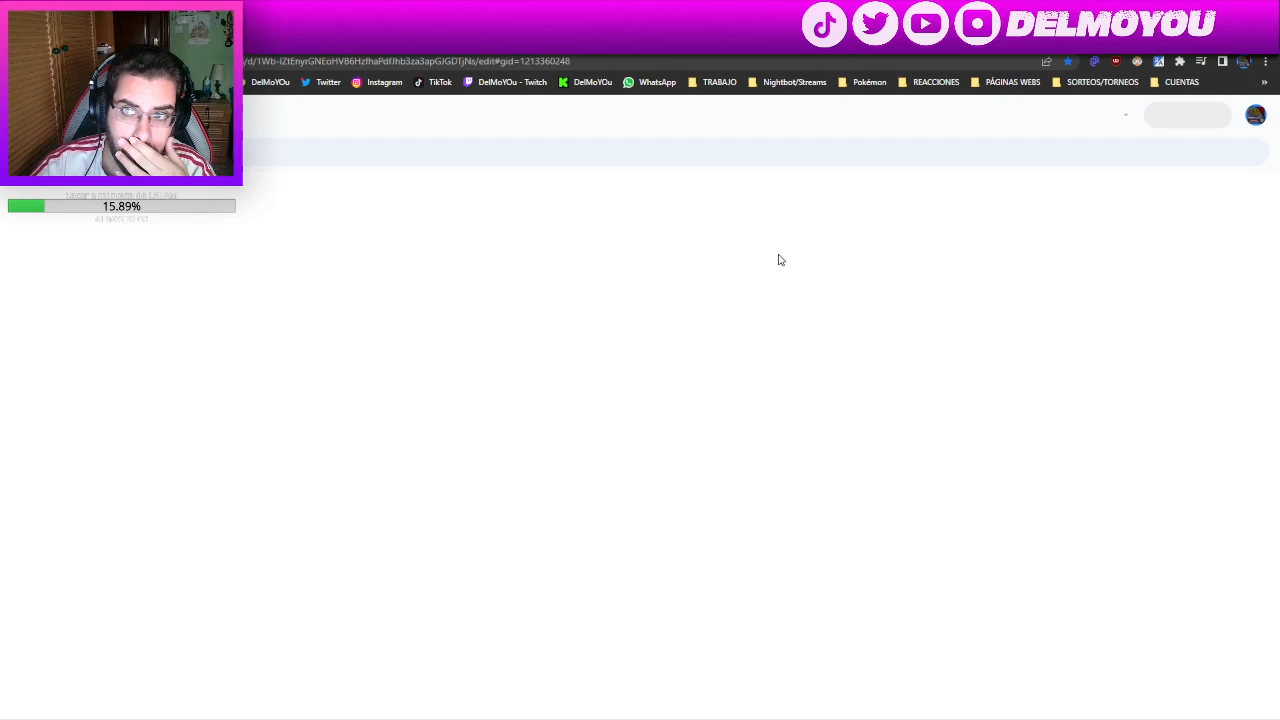 DELMOYOU
/d/1Wb-IZtEnyrGNEoHVB6HzfhaPdfJhb3za3apGJGDTjNs/edit#gid=1213360248
DelMoYOu Twitter Instagram TikTok DelMoYOu - Twitch DelMoYOu WhatsApp TRABAJO Nightbot/Streams Pokémon REACCIONES PÁGINAS WEBS SORTEOS/TORNEOS CUENTAS »
15.89%